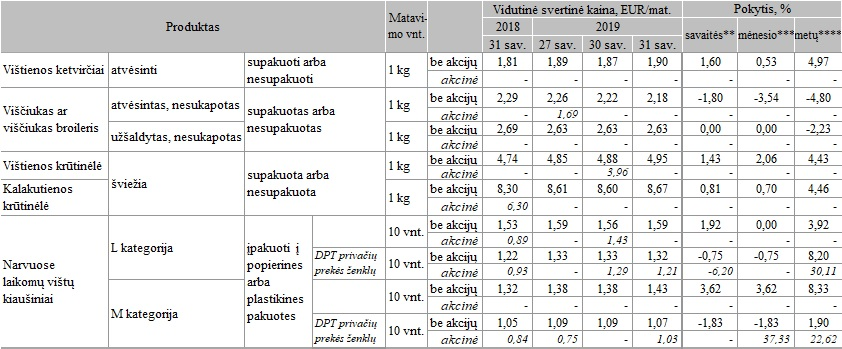 Produktas Matavi-mo vnt. Vidutinė svertinė kaina, EUR/mat. Pokytis, %
2018 2019 savaitės** mėnesio*** metų****
31 sav. 27 sav. 30 sav. 31 sav.
Vištienos ketvirčiai atvėsinti supakuoti arba nesupakuoti 1 kg be akcijų 1,81 1,89 1,87 1,90 1,60 0,53 4,97
akcinė - - - - - - -
Viščiukas ar viščiukas broileris atvėsintas, nesukapotas supakuotas arba nesupakuotas 1 kg be akcijų 2,29 2,26 2,22 2,18 -1,80 -3,54 -4,80
akcinė - 1,69 - - - - -
užšaldytas, nesukapotas 1 kg be akcijų 2,69 2,63 2,63 2,63 0,00 0,00 -2,23
akcinė - - - - - - -
Vištienos krūtinėlė šviežia supakuota arba nesupakuota 1 kg be akcijų 4,74 4,85 4,88 4,95 1,43 2,06 4,43
akcinė - - 3,96 - - - -
Kalakutienos krūtinėlė 1 kg be akcijų 8,30 8,61 8,60 8,67 0,81 0,70 4,46
akcinė 6,30 - - - - - -
Narvuose laikomų vištų kiaušiniai L kategorija įpakuoti į popierines arba plastikines pakuotes 10 vnt. be akcijų 1,53 1,59 1,56 1,59 1,92 0,00 3,92
akcinė 0,89 - 1,43 - - - -
DPT privačių prekės ženklų 10 vnt. be akcijų 1,22 1,33 1,33 1,32 -0,75 -0,75 8,20
akcinė 0,93 - 1,29 1,21 -6,20 - 30,11
M kategorija 10 vnt. be akcijų 1,32 1,38 1,38 1,43 3,62 3,62 8,33
akcinė - - - - - - -
DPT privačių prekės ženklų 10 vnt. be akcijų 1,05 1,09 1,09 1,07 -1,83 -1,83 1,90
akcinė 0,84 0,75 - 1,03 - 37,33 22,62